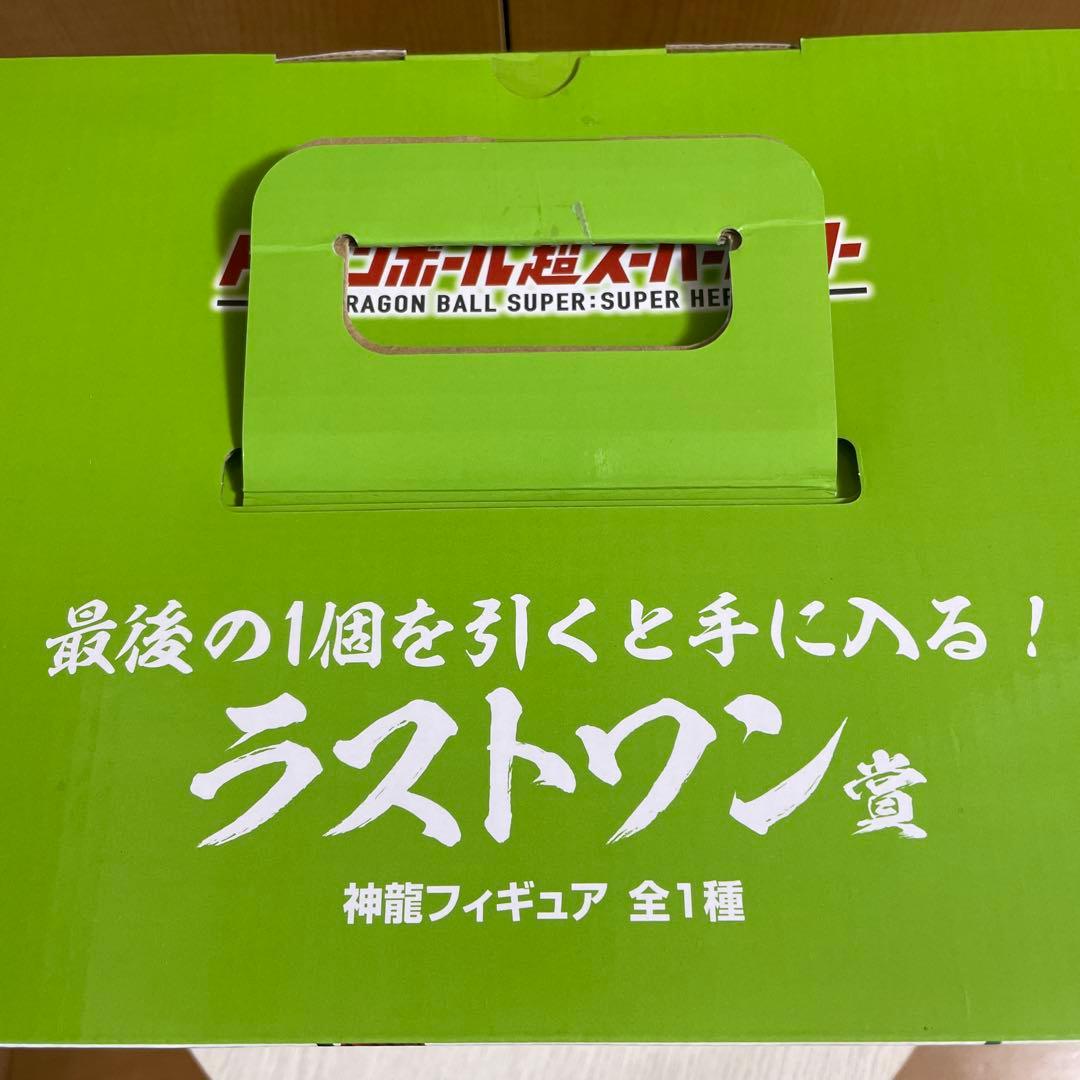 ンボール超スーパー
RAGON BALL SUPER:SUPER HE
最後の1個を引くと手に入る！
ラストワン賞
神龍フィギュア 全1種